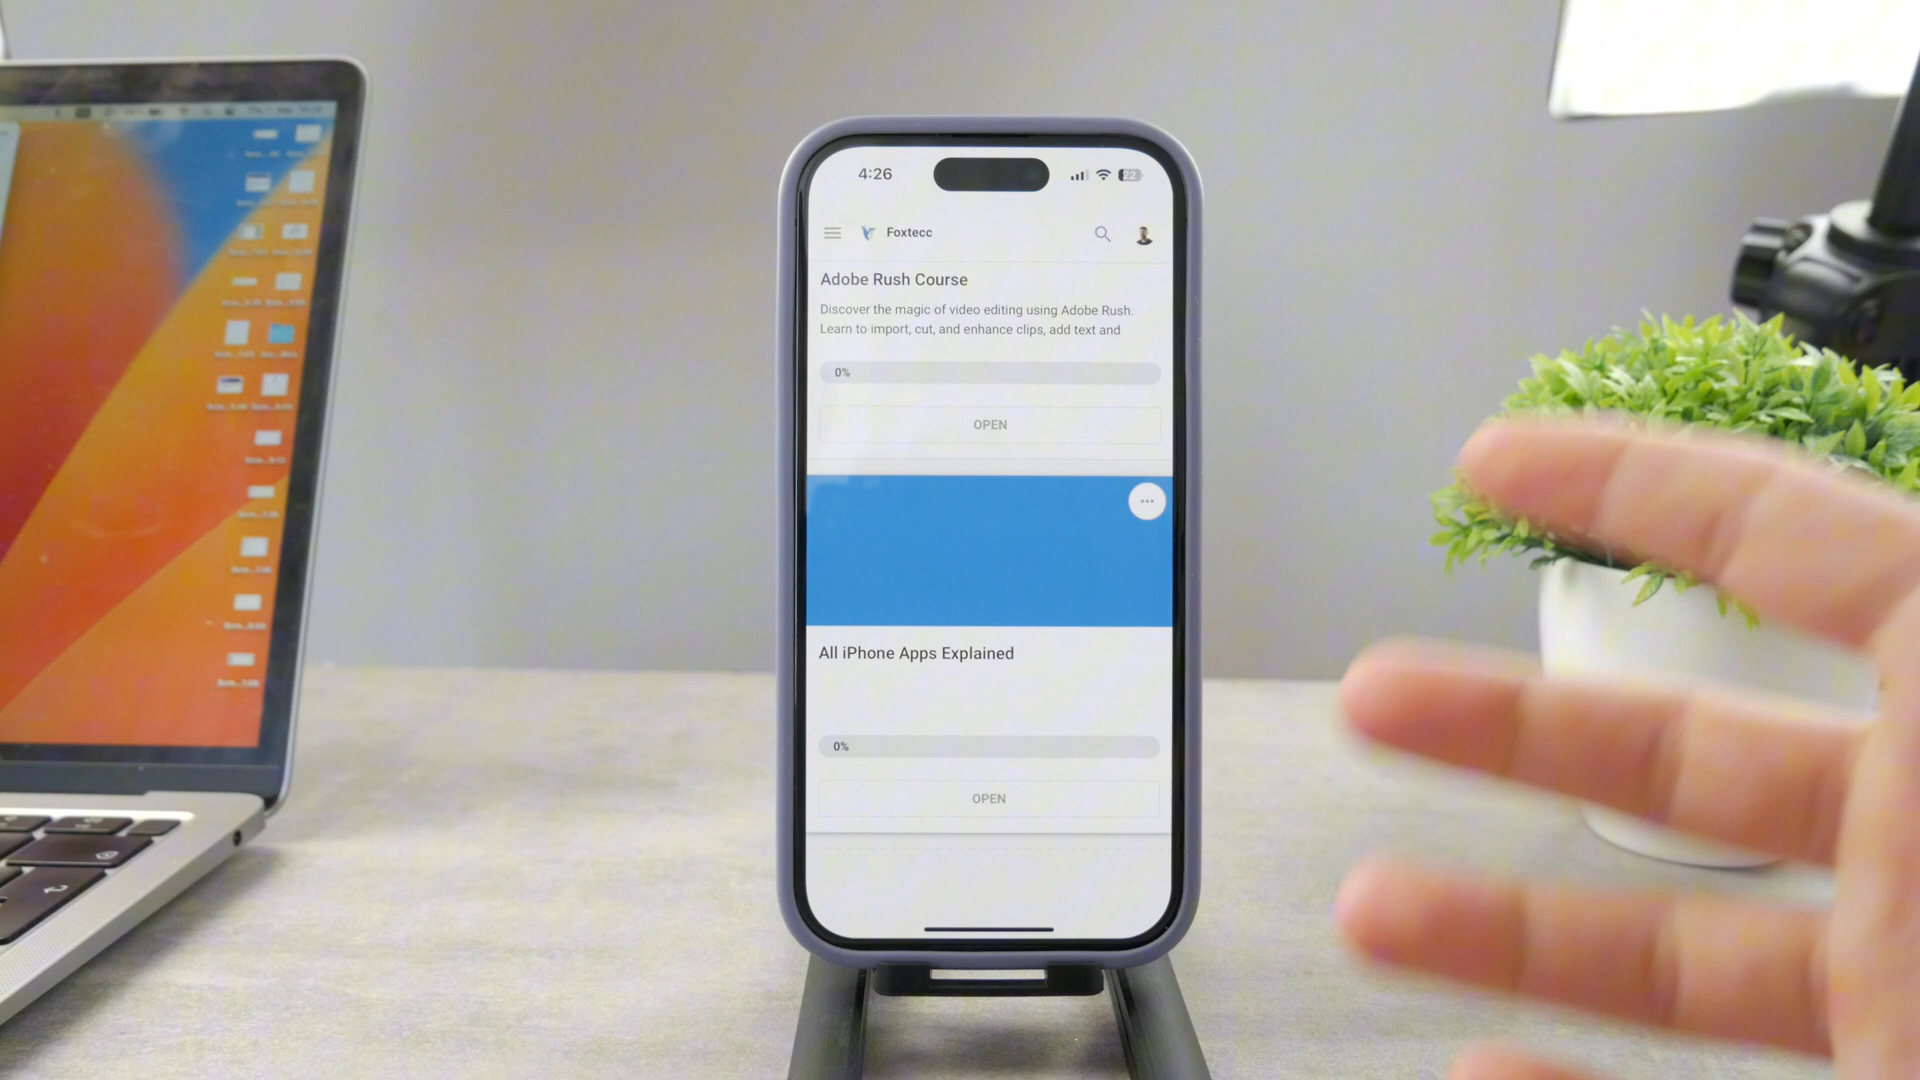 4:26
22
Foxtecc
Adobe Rush Course
Discover the magic of video editing using Adobe Rush.
Learn to import, cut, and enhance clips, add text and
0%
OPEN
All iPhone Apps Explained
0%
OPEN